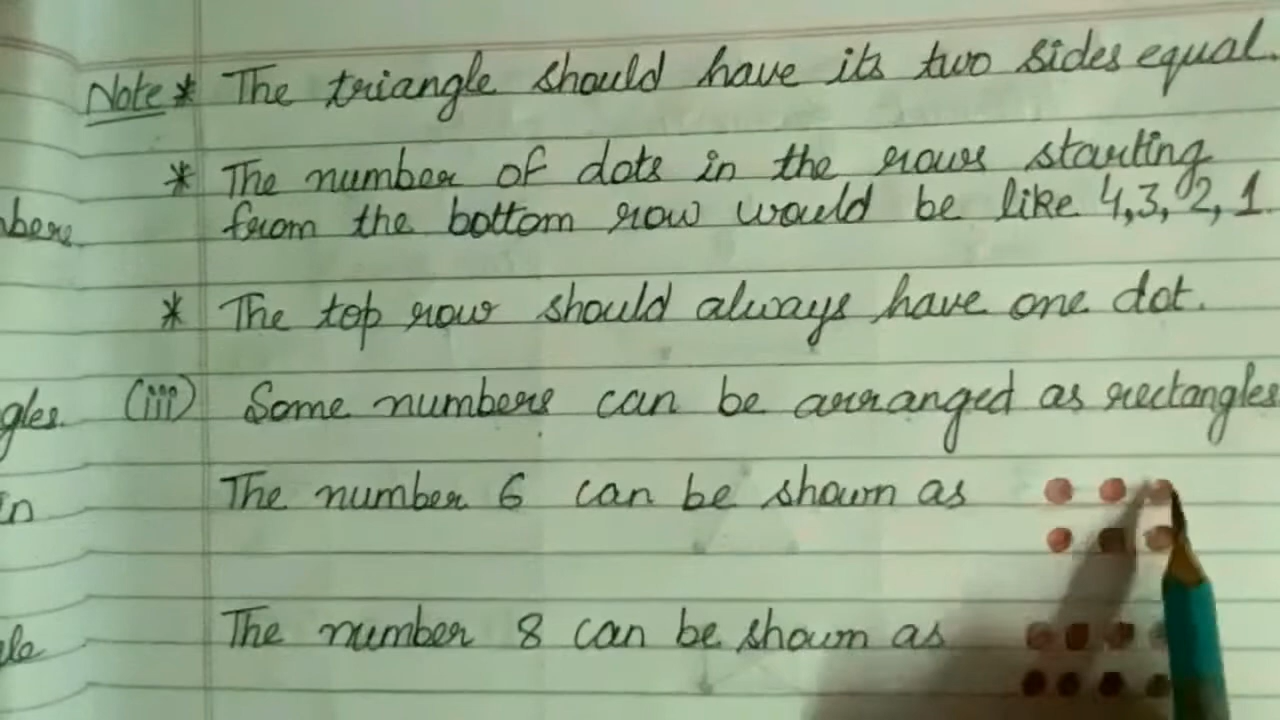 Note * The triangle should have its two sides equal.
* The number of dots in the rows starting
from the bottom row would be like 4,3, 2, 1.
* The top row should always have one dot.
(iii) Some numbers can be arranged as rectangles
The number 6 can be shown as
The number 8 can be shown as